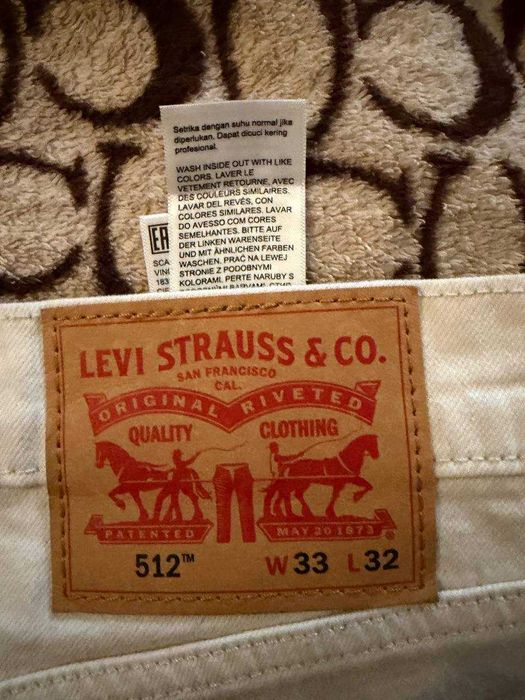 Setrika dengan suhu normal jika
diperlukan. Dapat dicuci kering
profesional.
WASH INSIDE OUT WITH LIKE
COLORS. LAVER LE
VETEMENT RETOURNE, AVEC
DES COULEURS SIMILAIRES.
LAVAR DEL REVÉS, CON
COLORES SIMILARES. LAVAR
DO AVESSO COM CORES
SEMELHANTES. BITTE AUF
DER LINKEN WARENSEITE
UND MIT ÄHNLICHEN FARBEN
WASCHEN. PRAĆ NA LEWEJ
STRONIE Z PODOBNYMI
KOLORAMI. PERTE NARUBY S
SCA
VINC
183
LEVI STRAUSS & CO.
SAN FRANCISCO
CAL.
ORIGINAL RIVETED
QUALITY CLOTHING
PATENTED MAY 20 1873
512™ W33 L32